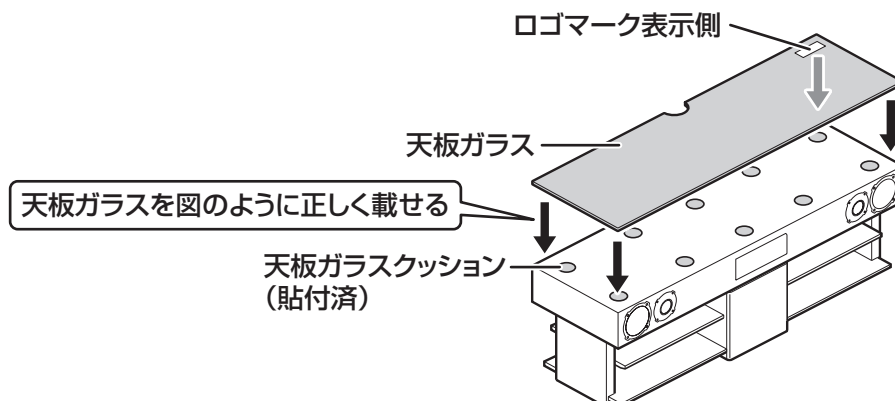 ロゴマーク表示側
天板ガラス
天板ガラスを図のように正しく載せる
天板ガラスクッション
（貼付済）